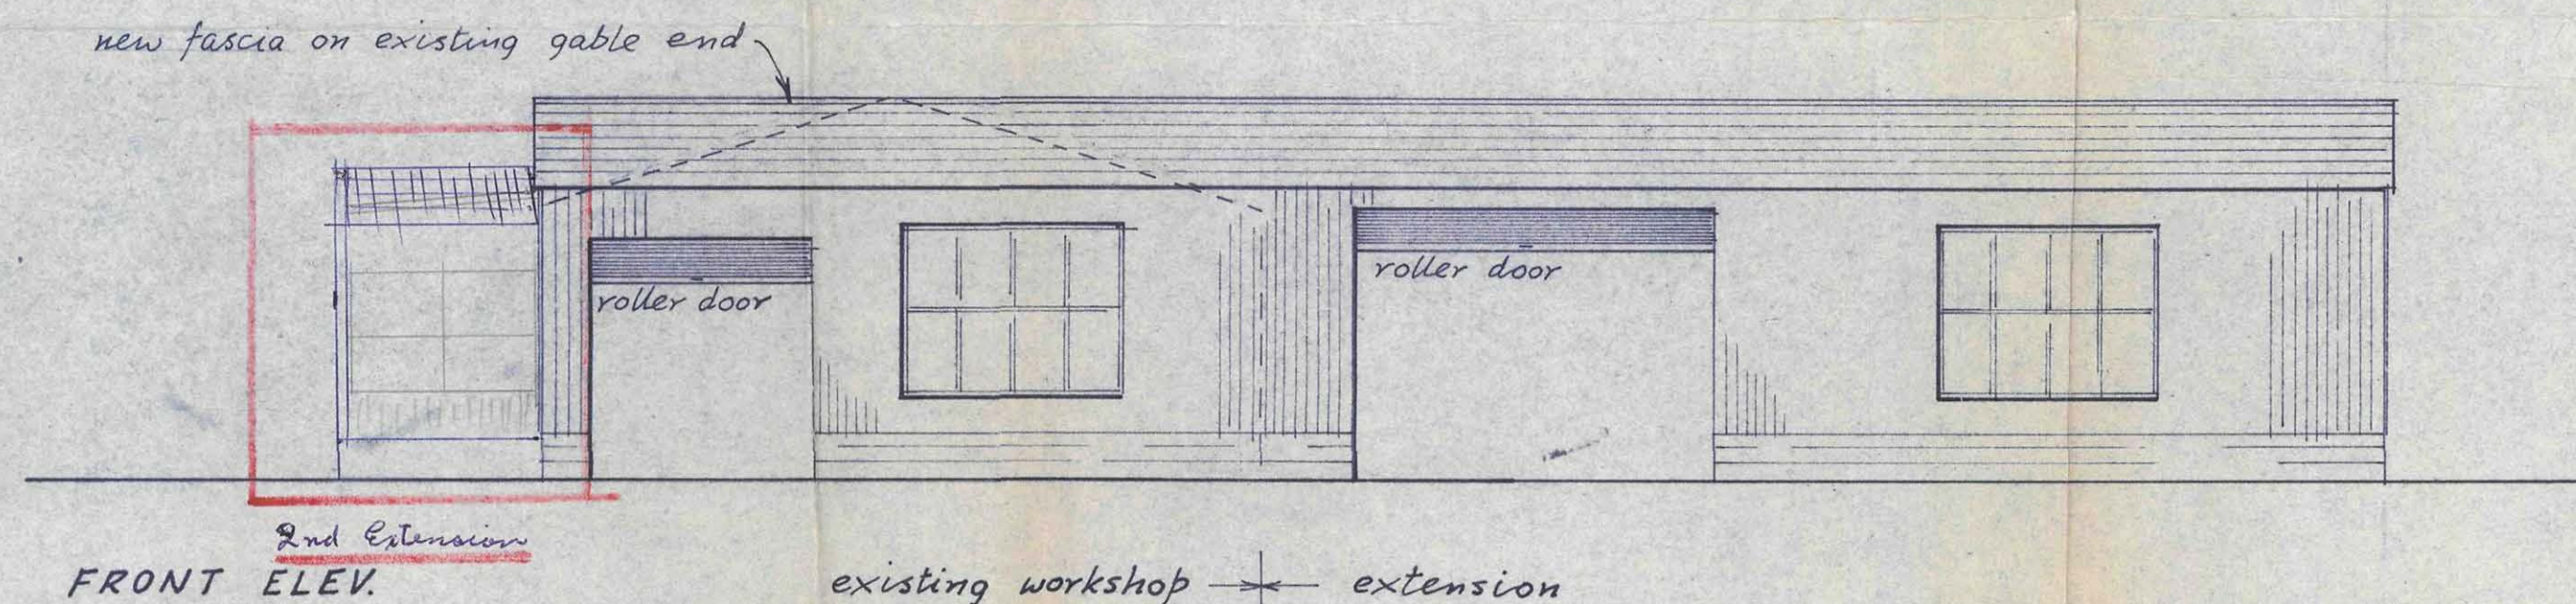 new fascia on existing gable end
roller door
roller door
2nd Extension
FRONT ELEV.
existing workshop
extension